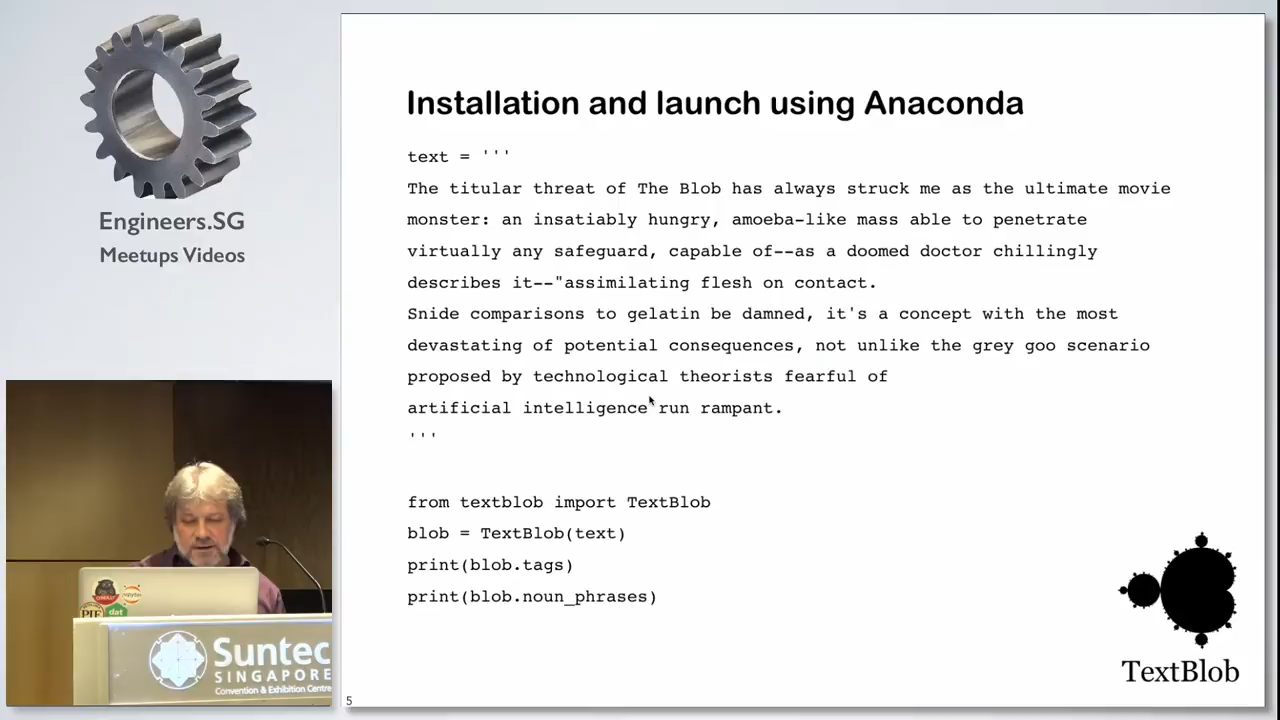 Engineers.SG
Meetups Videos
Installation and launch using Anaconda
text = '''
The titular threat of The Blob has always struck me as the ultimate movie
monster: an insatiably hungry, amoeba-like mass able to penetrate
virtually any safeguard, capable of--as a doomed doctor chillingly
describes it--"assimilating flesh on contact.
Snide comparisons to gelatin be damned, it's a concept with the most
devastating of potential consequences, not unlike the grey goo scenario
proposed by technological theorists fearful of
artificial intelligence run rampant.
'''
from textblob import TextBlob
blob = TextBlob(text)
print(blob.tags)
print(blob.noun_phrases)
TextBlob
5
dat
Suntec
SINGAPORE
Convention & Exhibition Centre